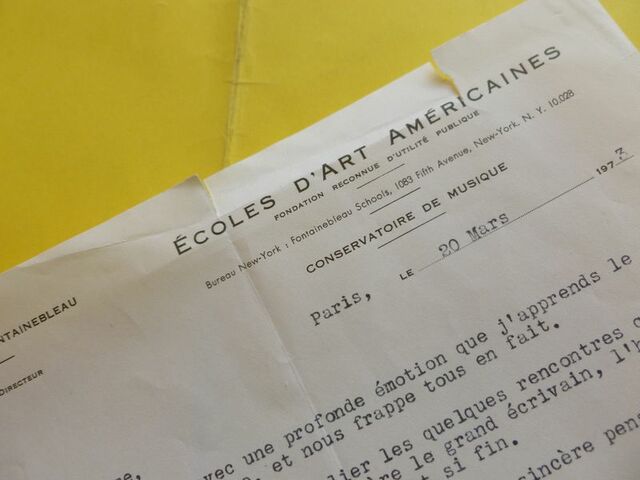 ÉCOLES D'ART AMÉRICAINES
FONDATION RECONNUE D'UTILITÉ PUBLIQUE
Bureau New-York : Fontainebleau Schools, 1083 Fifth Avenue, New-York. N. Y. 10.028
CONSERVATOIRE DE MUSIQUE
NTAINEBLEAU
DIRECTEUR
Paris, LE 20 Mars 1973
vec une profonde émotion que j'apprends le
et nous frappe tous en fait.
lier les quelques rencontres
re le grand écrivain, l'h
t si fin.
sincère pens